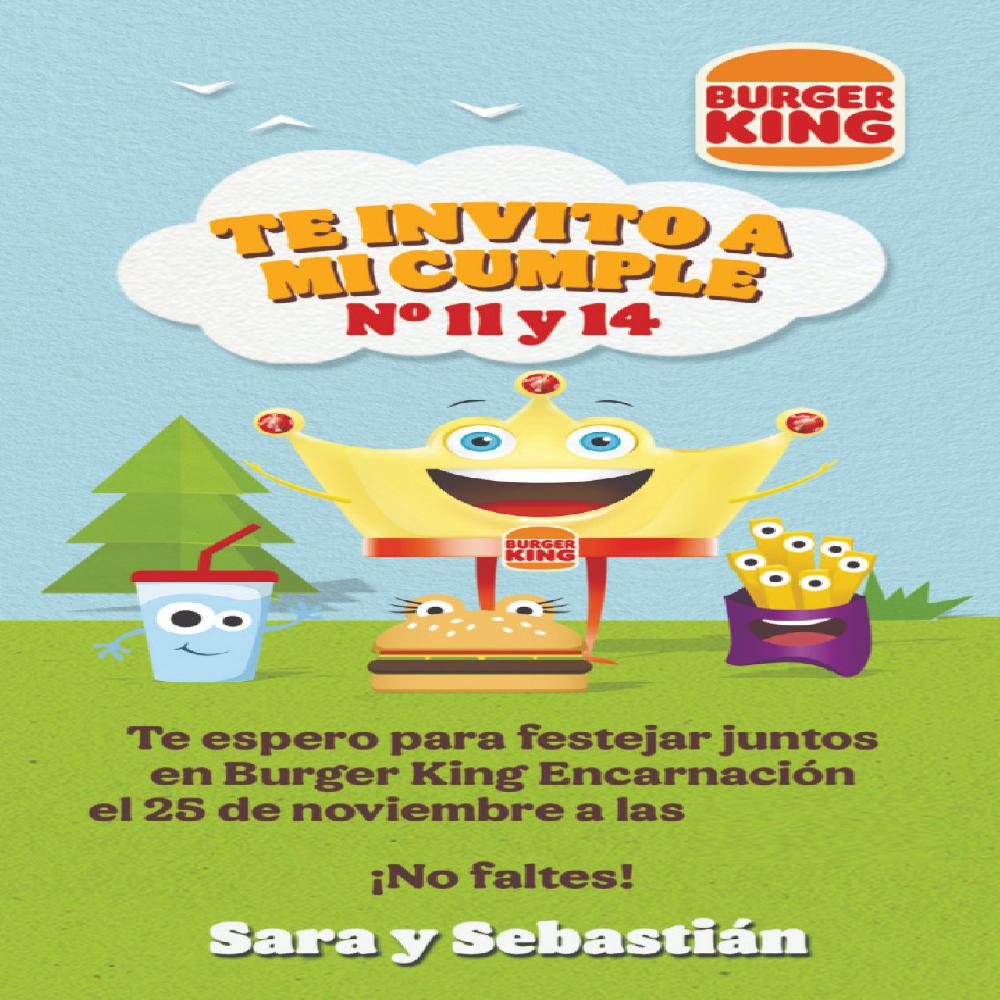 BURGER
KING
TE INVITO A
MI CUMPLE
Nº 11 y 14
BURGER
KING
Te espero para festejar juntos
en Burger King Encarnación
el 25 de noviembre a las
¡No faltes!
Sara y Sebastián